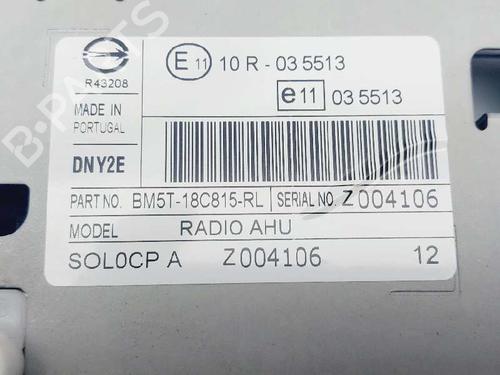 R43208
E 11 10 R - 03 5513
e 11 03 5513
MADE IN
PORTUGAL
DNY2E
PART NO. BM5T-18C815-RL SERIAL NO. Z004106
MODEL RADIO AHU
SOL0CP A Z004106 12
B-PARTS